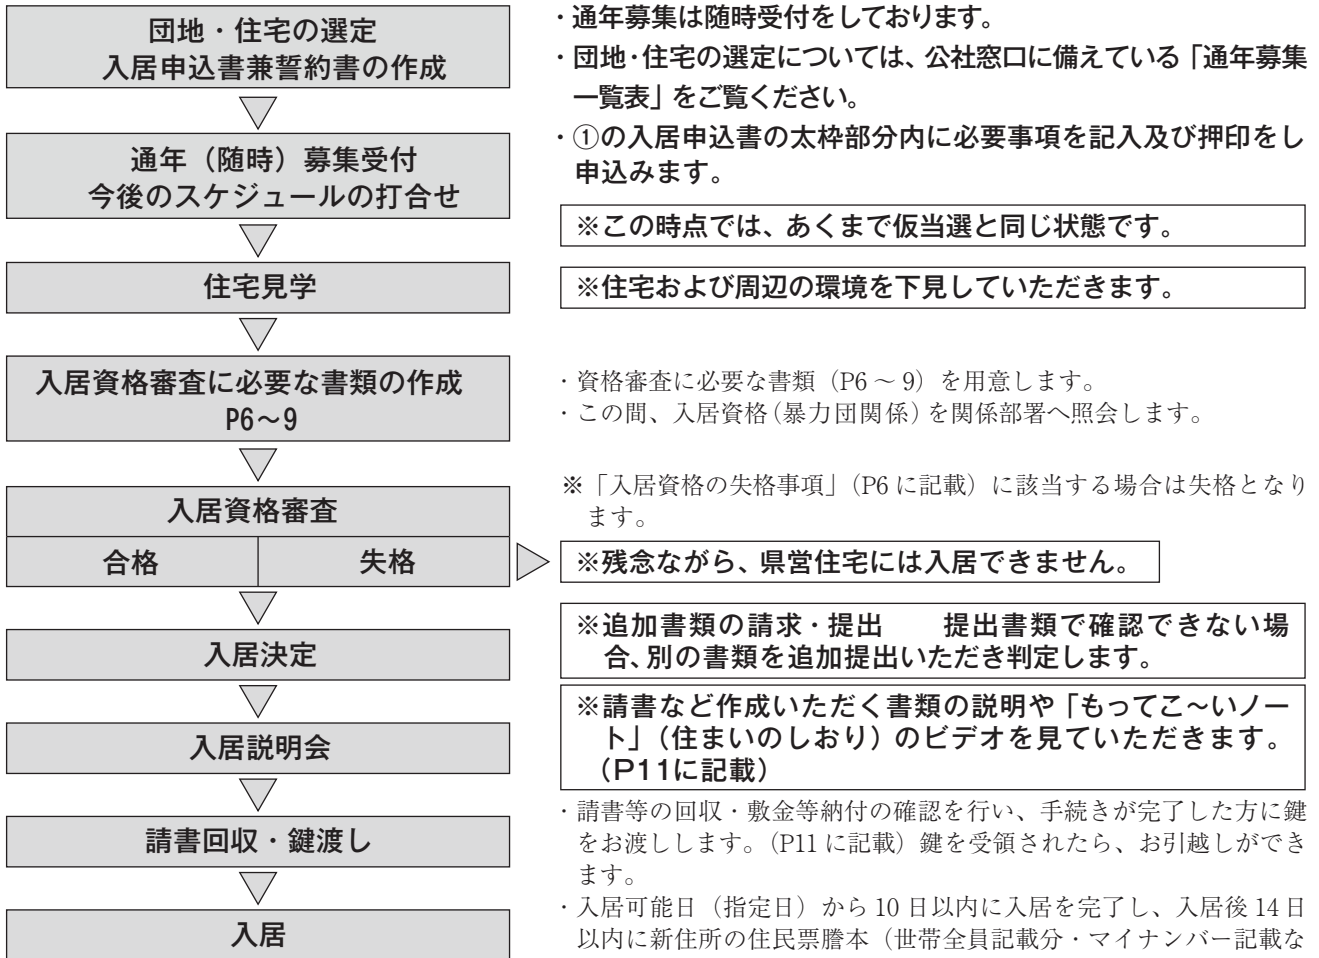 団地・住宅の選定
入居申込書兼誓約書の作成
・通年募集は随時受付をしております。
・団地・住宅の選定については、公社窓口に備えている「通年募集
一覧表」をご覧ください。
通年（随時）募集受付
今後のスケジュールの打合せ
・①の入居申込書の太枠部分内に必要事項を記入及び押印をし
申込みます。
※この時点では、あくまで仮当選と同じ状態です。
住宅見学
※住宅および周辺の環境を下見していただきます。
入居資格審査に必要な書類の作成
P6～9
・資格審査に必要な書類（P6 ～ 9）を用意します。
・この間、入居資格（暴力団関係）を関係部署へ照会します。
入居資格審査
合格
失格
※「入居資格の失格事項」（P6 に記載）に該当する場合は失格となり
ます。
※残念ながら、県営住宅には入居できません。
入居決定
※追加書類の請求・提出　　提出書類で確認できない場
合、別の書類を追加提出いただき判定します。
入居説明会
※請書など作成いただく書類の説明や「もってこ～いノー
ト」（住まいのしおり）のビデオを見ていただきます。
（P11に記載）
請書回収・鍵渡し
・請書等の回収・敷金等納付の確認を行い、手続きが完了した方に鍵
をお渡しします。（P11 に記載）鍵を受領されたら、お引越しができ
ます。
入居
・入居可能日（指定日）から 10 日以内に入居を完了し、入居後 14 日
以内に新住所の住民票謄本（世帯全員記載分・マイナンバー記載な